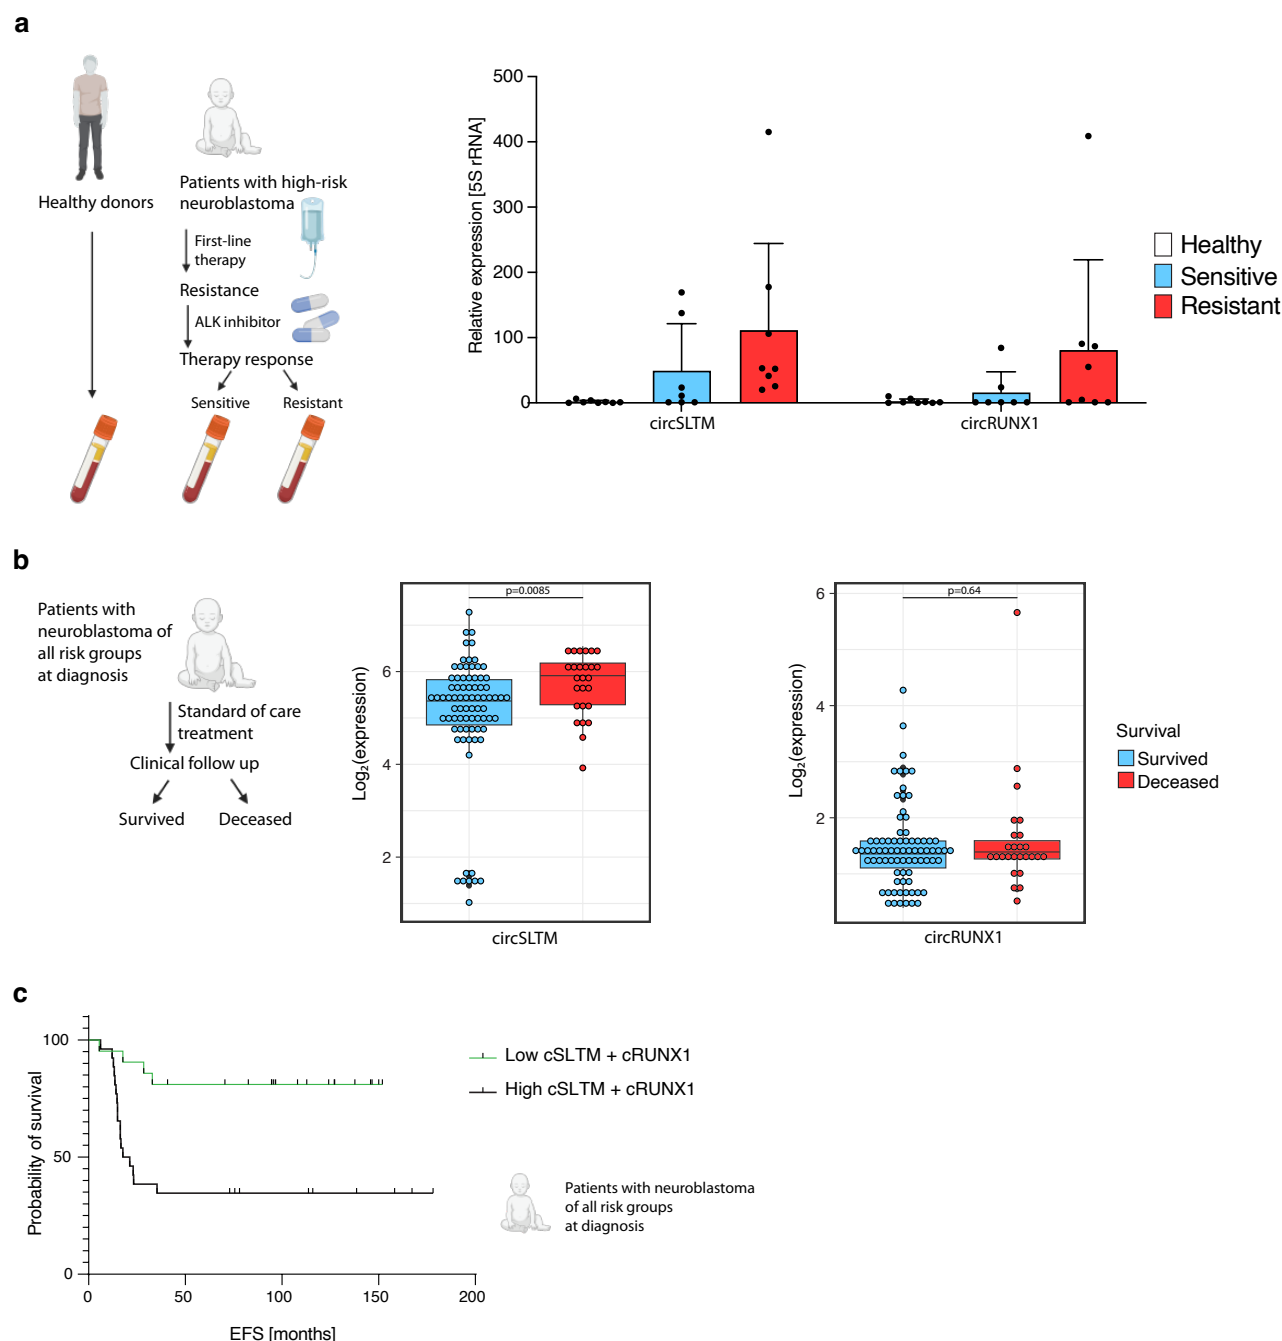 a
Healthy donors
Patients with high-risk
neuroblastoma
First-line
therapy
Resistance
ALK inhibitor
Therapy response
Sensitive
Resistant
Relative expression [5S rRNA]
500
400
300
200
100
0
circSLTM
circRUNX1
Healthy
Sensitive
Resistant
b
Patients with
neuroblastoma of
all risk groups
at diagnosis
Standard of care
treatment
Clinical follow up
Survived
Deceased
Log₂(expression)
6
4
2
p=0.0085
circSLTM
Log₂(expression)
6
4
2
p=0.64
circRUNX1
Survival
Survived
Deceased
c
Probability of survival
100
50
0
0
50
100
150
200
EFS [months]
Low cSLTM + cRUNX1
High cSLTM + cRUNX1
Patients with neuroblastoma
of all risk groups
at diagnosis